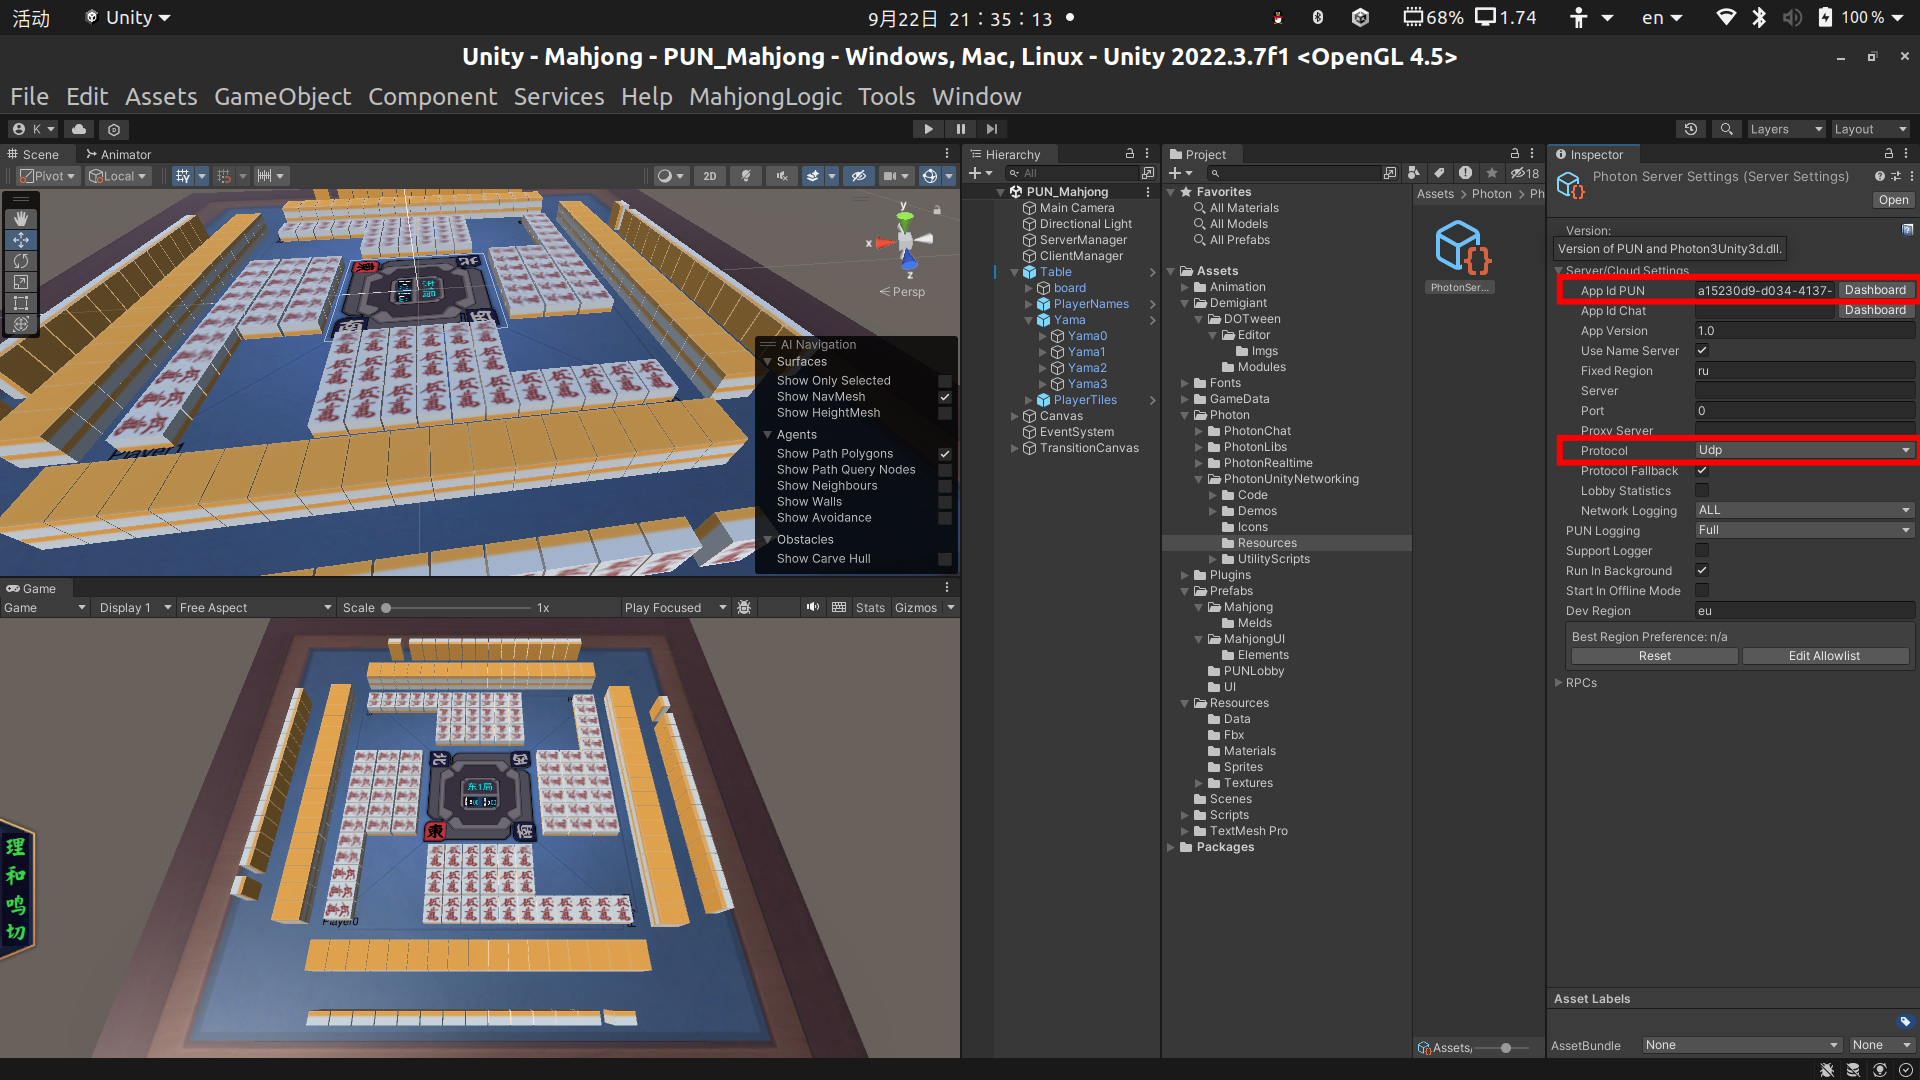 活动
Unity
9月22日 21：35：13
68%
1.74
en
100 %
Unity - Mahjong - PUN_Mahjong - Windows, Mac, Linux - Unity 2022.3.7f1 <OpenGL 4.5>
File Edit Assets GameObject Component Services Help MahjongLogic Tools Window
K
Layers
Layout
Scene
Animator
Pivot
Local
2D
y
x
z
Persp
AI Navigation
Surfaces
Show Only Selected
Show NavMesh
Show HeightMesh
Agents
Show Path Polygons
Show Path Query Nodes
Show Neighbours
Show Walls
Show Avoidance
Obstacles
Show Carve Hull
Game
Game
Display 1
Free Aspect
Scale
1x
Play Focused
Stats
Gizmos
北
西
东1局
東
南
Player0
理
和
鸣
切
Hierarchy
All
PUN_Mahjong
Main Camera
Directional Light
ServerManager
ClientManager
Table
board
PlayerNames
Yama
Yama0
Yama1
Yama2
Yama3
PlayerTiles
Canvas
EventSystem
TransitionCanvas
Project
18
Favorites
All Materials
All Models
All Prefabs
Assets
Animation
Demigiant
DOTween
Editor
Imgs
Modules
Fonts
GameData
Photon
PhotonChat
PhotonLibs
PhotonRealtime
PhotonUnityNetworking
Code
Demos
Icons
Resources
UtilityScripts
Plugins
Prefabs
Mahjong
Melds
MahjongUI
Elements
PUNLobby
UI
Resources
Data
Fbx
Materials
Sprites
Textures
Scenes
Scripts
TextMesh Pro
Packages
Assets > Photon > Ph
PhotonSer...
Assets/
Inspector
Photon Server Settings (Server Settings)
Open
Version:
Version of PUN and Photon3Unity3d.dll.
Server/Cloud Settings
App Id PUN a15230d9-d034-4137- Dashboard
App Id Chat Dashboard
App Version 1.0
Use Name Server
Fixed Region ru
Server
Port 0
Proxy Server
Protocol Udp
Protocol Fallback
Lobby Statistics
Network Logging ALL
PUN Logging Full
Support Logger
Run In Background
Start In Offline Mode
Dev Region eu
Best Region Preference: n/a
Reset
Edit Allowlist
RPCs
Asset Labels
AssetBundle None None